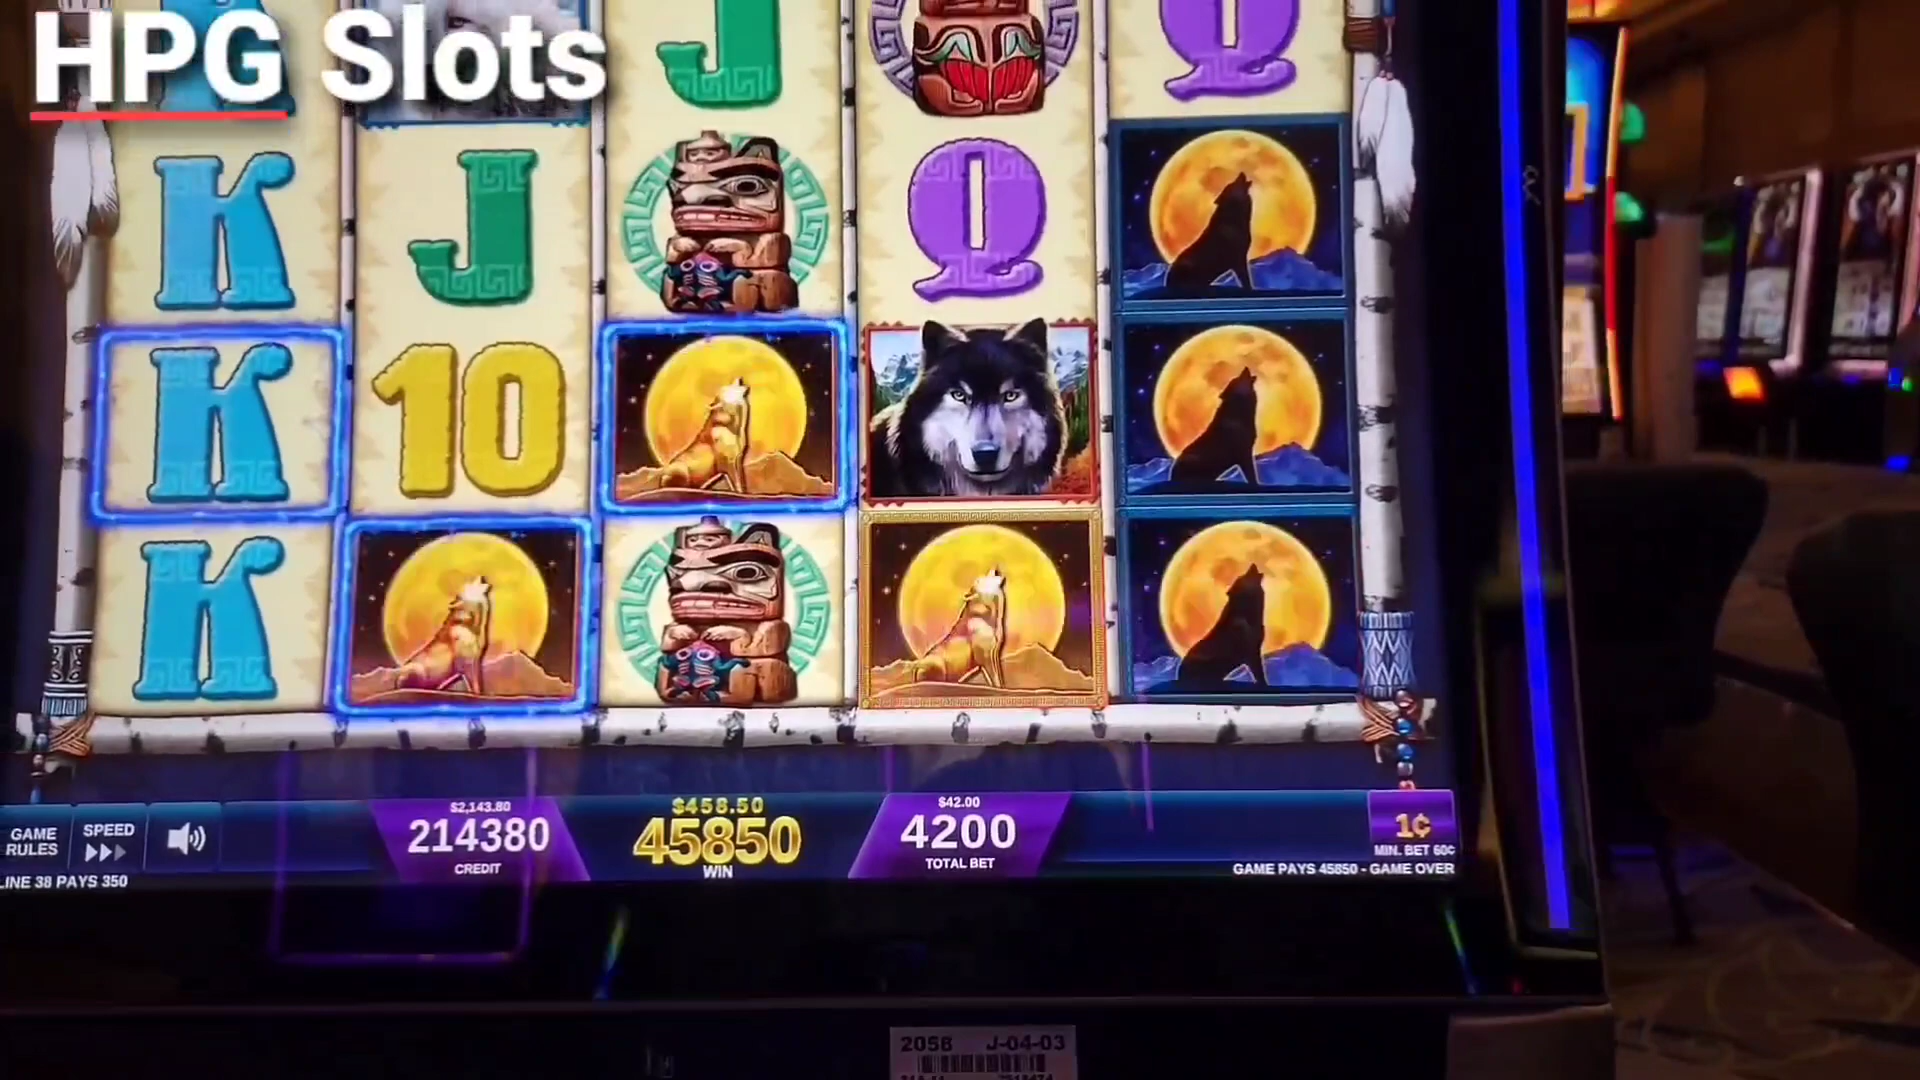 HPG Slots
K
J
Q
K
J
Q
K
10
K
GAME RULES
SPEED
$2,143.80
214380
CREDIT
$458.50
45850
WIN
$42.00
4200
TOTAL BET
1¢
MIN. BET 60¢
LINE 38 PAYS 350
GAME PAYS 45850 - GAME OVER
2058 J-04-03